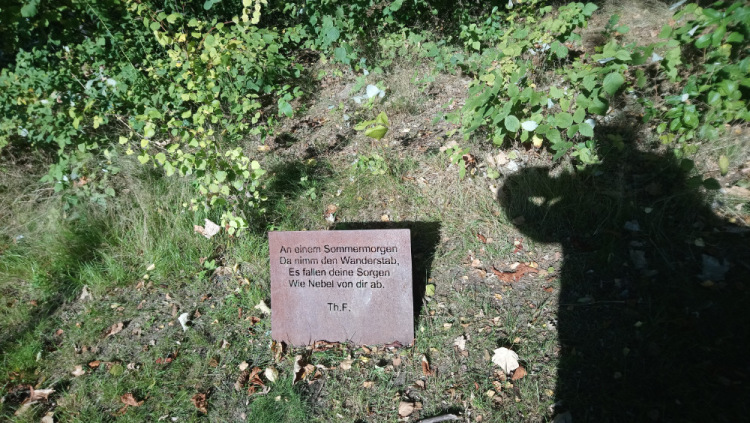 An einem Sommermorgen
Da nimm den Wanderstab,
Es fallen deine Sorgen
Wie Nebel von dir ab.
Th.F.